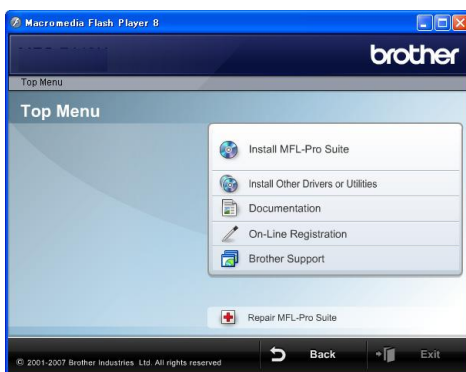 Macromedia Flash Player 8
brother
Top Menu
Top Menu
Install MFL-Pro Suite
Install Other Drivers or Utilities
Documentation
On-Line Registration
Brother Support
Repair MFL-Pro Suite
© 2001-2007 Brother Industries Ltd. All rights reserved
Back
Exit